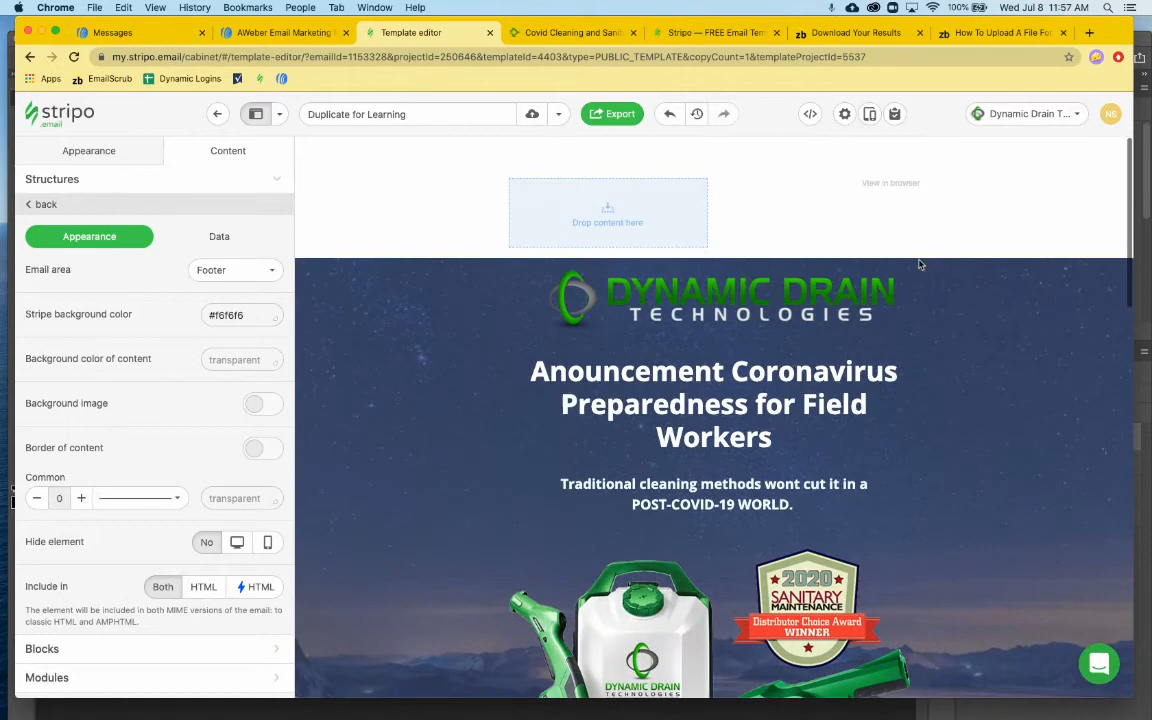 Chrome File Edit View History Bookmarks People Tab Window Help 100% Wed Jul 8 11:57 AM
Messages AWeber Email Marketing Template editor Covid Cleaning and Sani Stripo — FREE Email Tem Download Your Results How To Upload A File For
my.stripo.email/cabinet/#/template-editor/?emailId=1153328&projectId=250646&templateId=4403&type=PUBLIC_TEMPLATE&copyCount=1&templateProjectId=5537
Apps EmailScrub Dynamic Logins
stripo .email Duplicate for Learning Export Dynamic Drain T... NS
Appearance Content
Structures
back
Appearance Data
Email area Footer
Stripe background color #f6f6f6
Background color of content transparent
Background image
Border of content
Common
0 transparent
Hide element No
Include in Both HTML HTML
The element will be included in both MIME versions of the email: to
classic HTML and AMPHTML.
Blocks
Modules
View in browser
Drop content here
DYNAMIC DRAIN
TECHNOLOGIES
Anouncement Coronavirus
Preparedness for Field
Workers
Traditional cleaning methods wont cut it in a
POST-COVID-19 WORLD.
2020
SANITARY
MAINTENANCE
Distributor Choice Award
WINNER
DYNAMIC DRAIN
TECHNOLOGIES